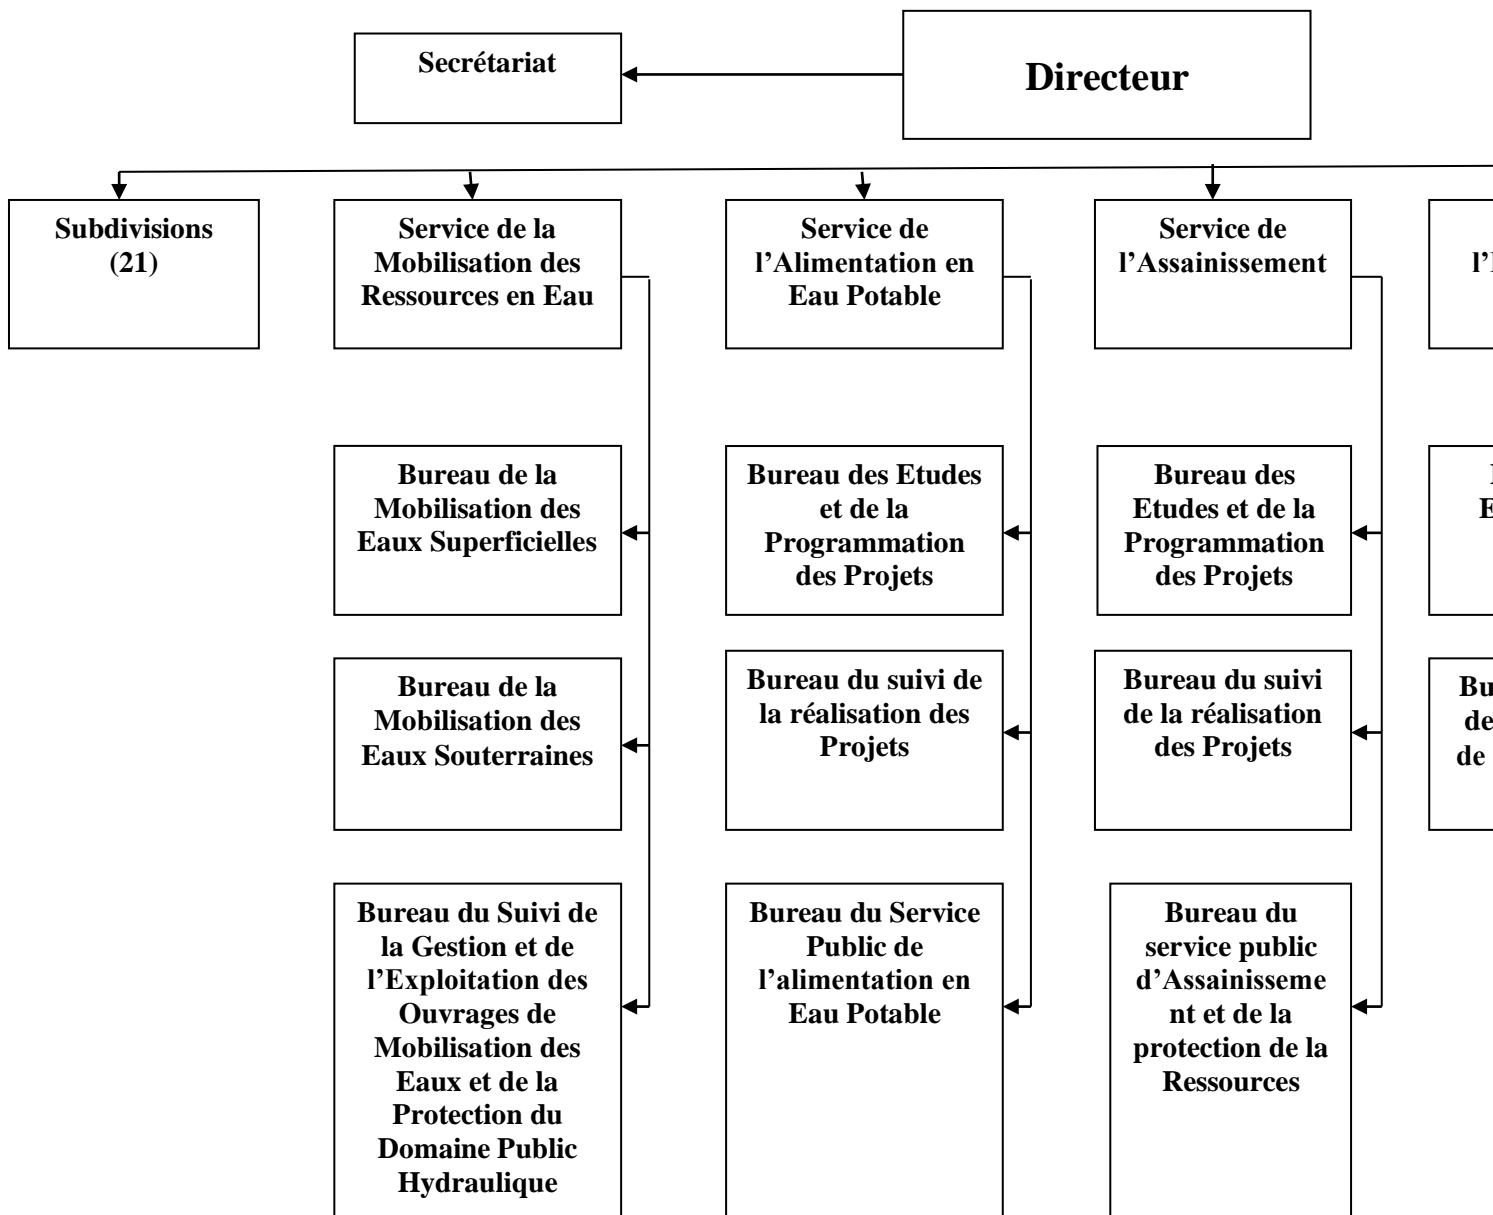 Secrétariat
Directeur
Subdivisions
(21)
Service de la
Mobilisation des
Ressources en Eau
Service de
l’Alimentation en
Eau Potable
Service de
l’Assainissement
Bureau de la
Mobilisation des
Eaux Superficielles
Bureau des Etudes
et de la
Programmation
des Projets
Bureau des
Etudes et de la
Programmation
des Projets
Bureau de la
Mobilisation des
Eaux Souterraines
Bureau du suivi de
la réalisation des
Projets
Bureau du suivi
de la réalisation
des Projets
de
Bureau du Suivi de
la Gestion et de
l’Exploitation des
Ouvrages de
Mobilisation des
Eaux et de la
Protection du
Domaine Public
Hydraulique
Bureau du Service
Public de
l’alimentation en
Eau Potable
Bureau du
service public
d’Assainisseme
nt et de la
protection de la
Ressources